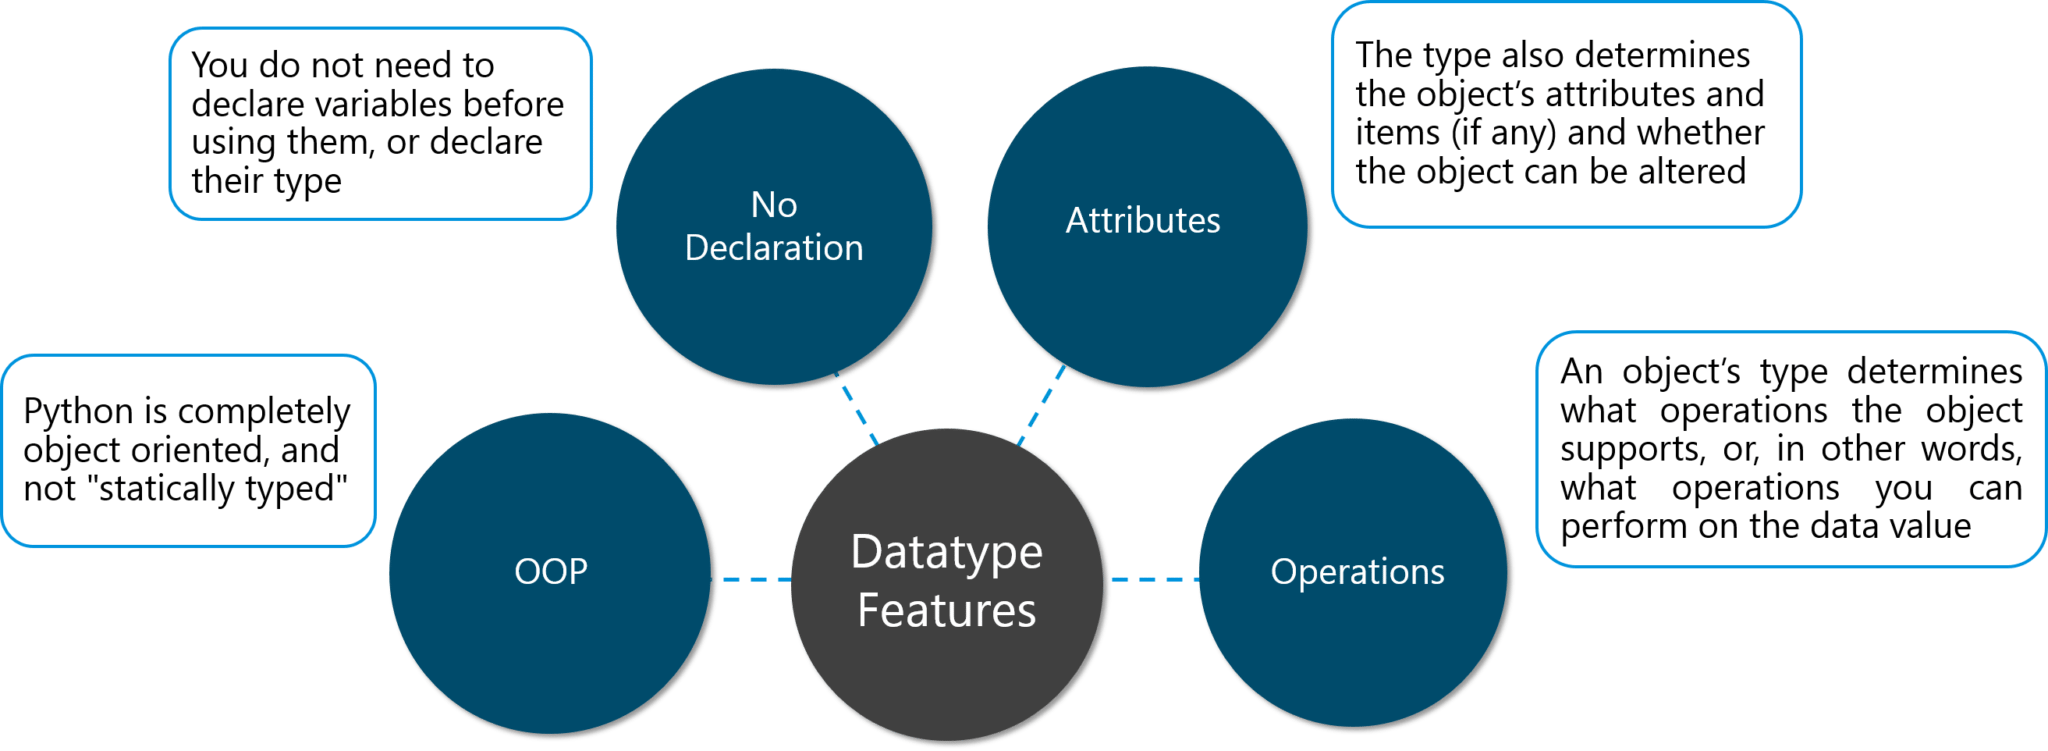 You do not need to
declare variables before
using them, or declare
their type
No
Declaration
Attributes
The type also determines
the object’s attributes and
items (if any) and whether
the object can be altered
Python is completely
object oriented, and
not "statically typed"
OOP
Datatype
Features
Operations
An object’s type determines
what operations the object
supports, or, in other words,
what operations you can
perform on the data value